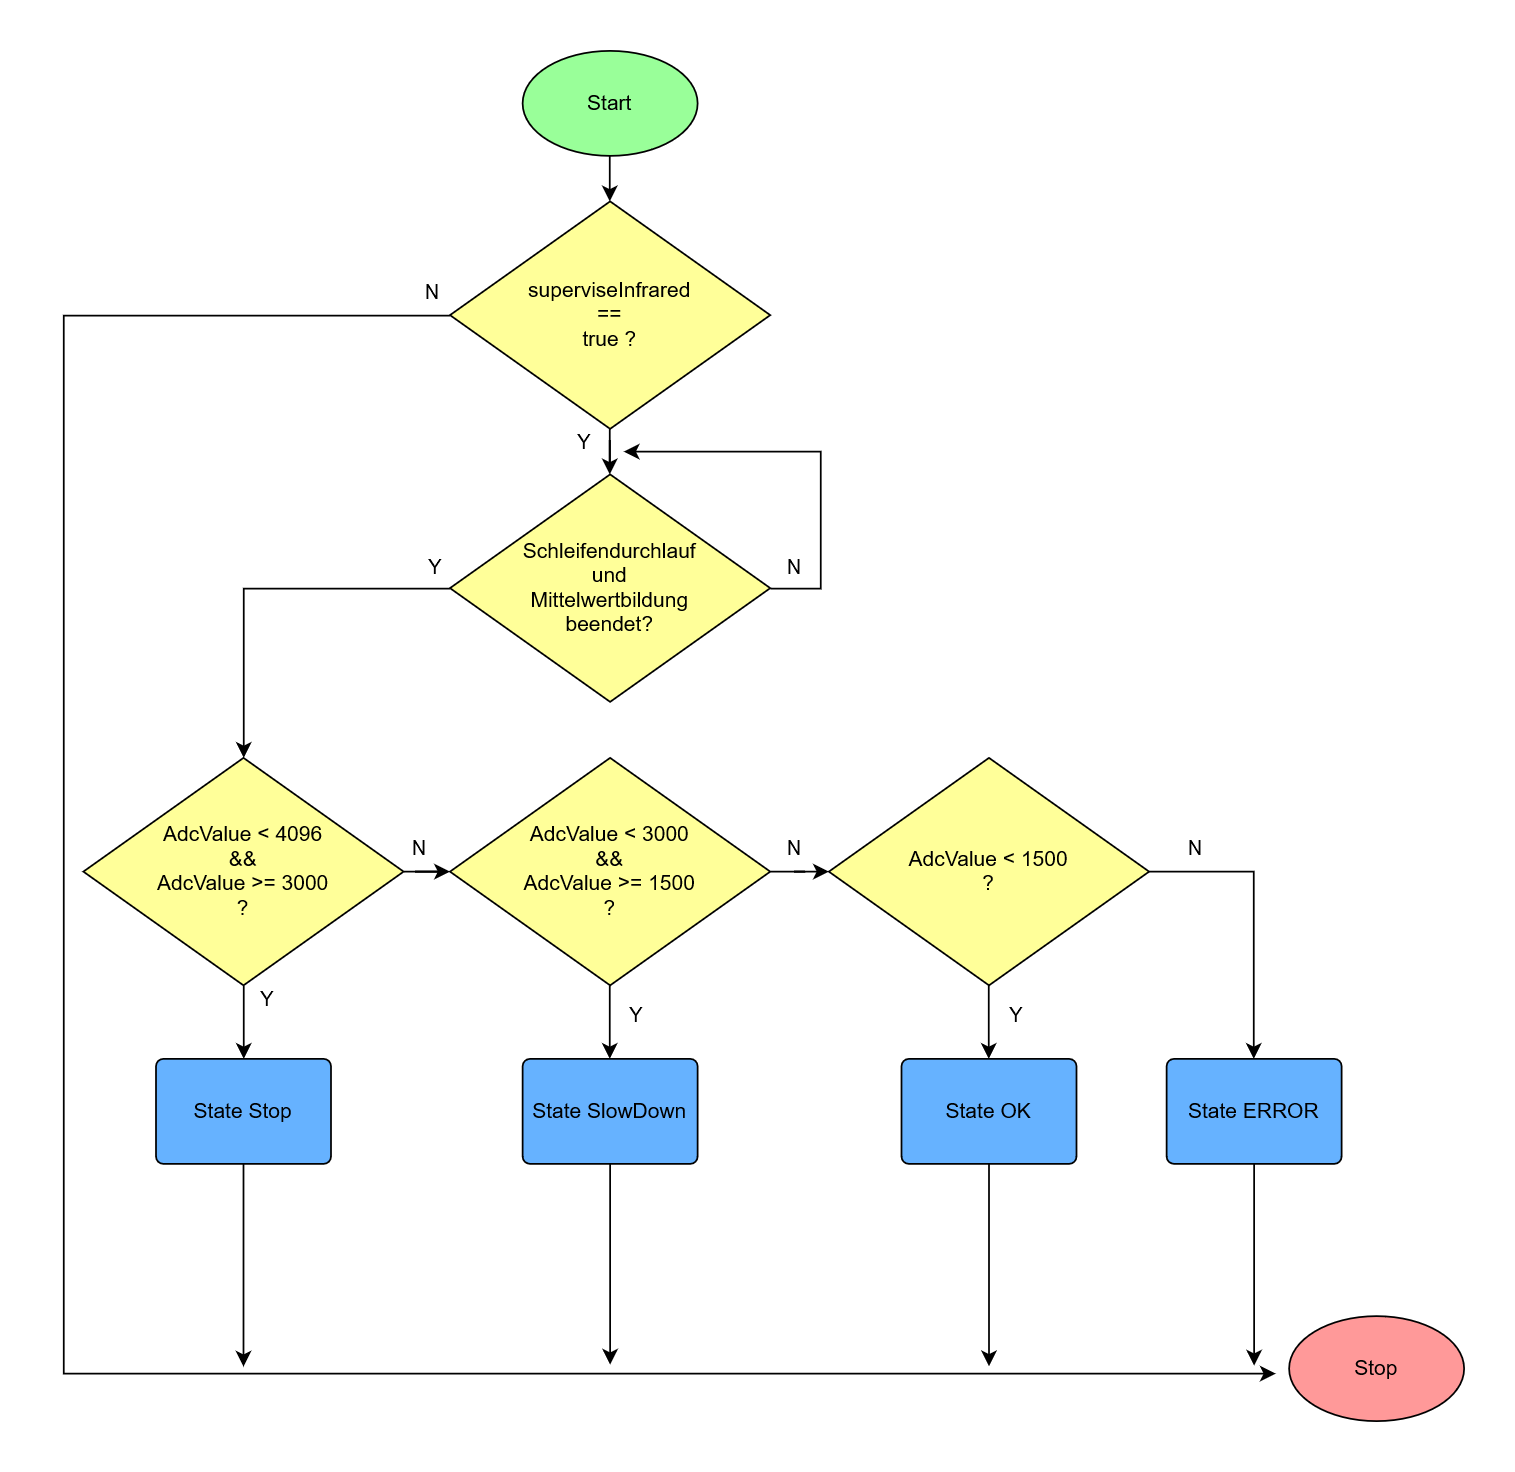 Start
N
superviseInfrared
==
true ?
Y
Y
Schleifendurchlauf
und
Mittelwertbildung
beendet?
N
AdcValue < 4096
&&
AdcValue >= 3000
?
N
AdcValue < 3000
&&
AdcValue >= 1500
?
N
AdcValue < 1500
?
N
Y
Y
Y
State Stop
State SlowDown
State OK
State ERROR
Stop